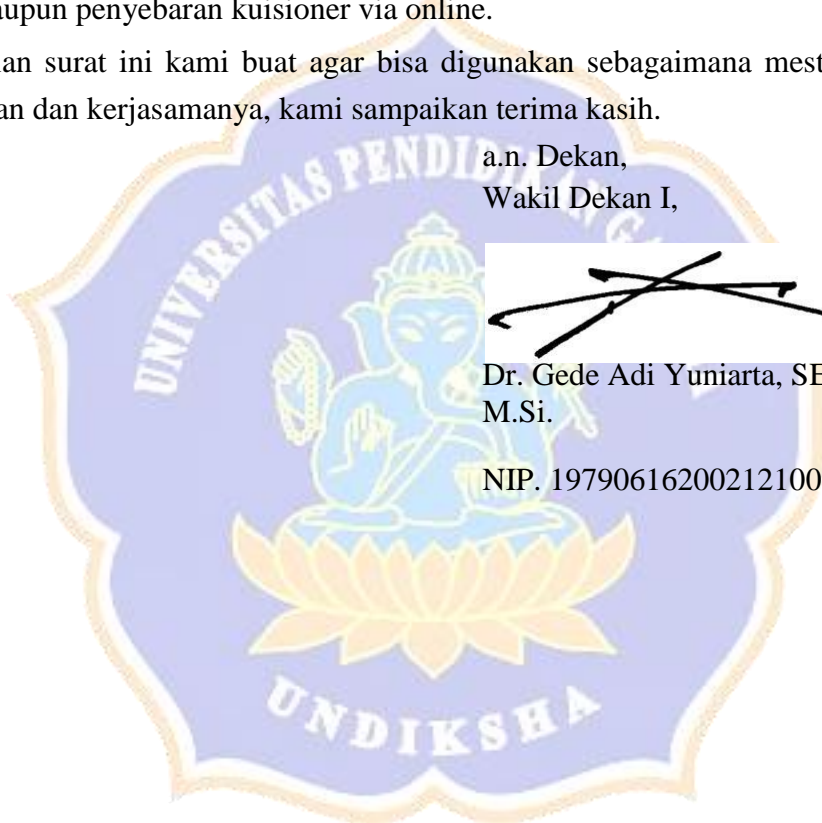 aupun penyebaran kuisioner via online.
an surat ini kami buat agar bisa digunakan sebagaimana mest
an dan kerjasamanya, kami sampaikan terima kasih.
a.n. Dekan,
Wakil Dekan I,
Dr. Gede Adi Yuniarta, SE
M.Si.
NIP. 19790616200212100
UNIVERSITAS PENDIDIKAN GA
UNDIKSHA